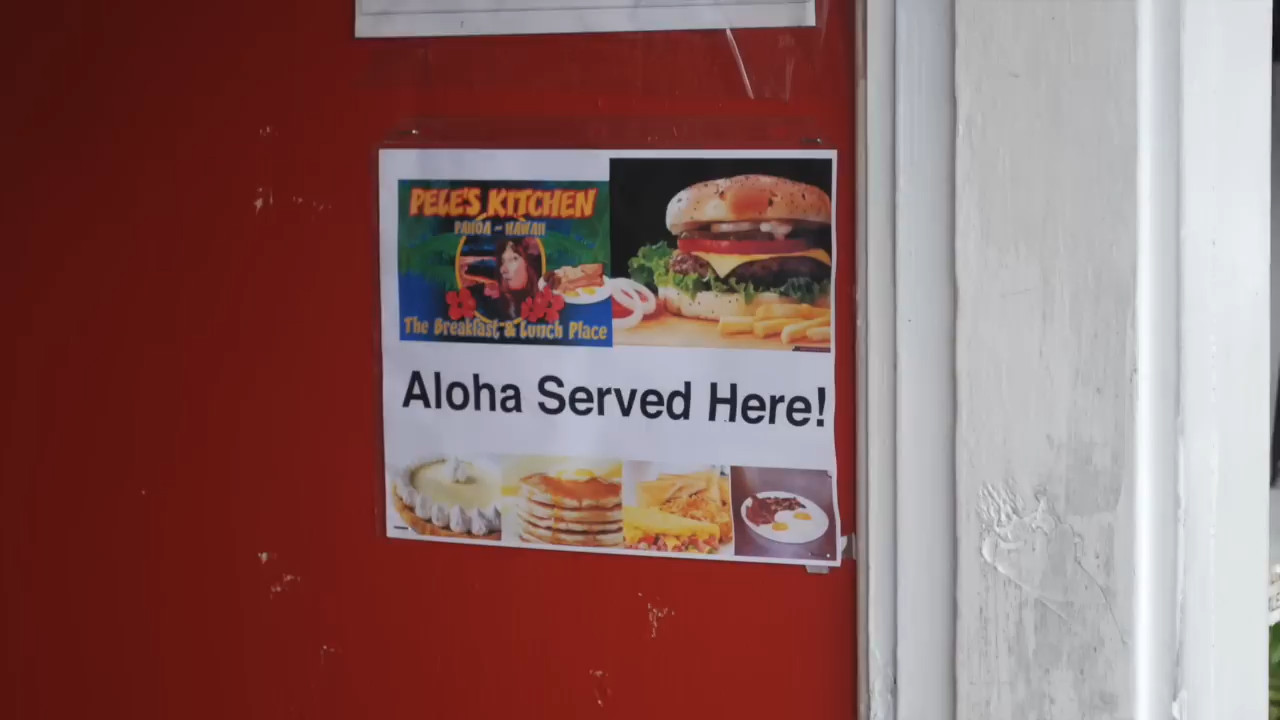 PELE'S KITCHEN
PAHOA - HAWAII
The Breakfast & Lunch Place
Aloha Served Here!